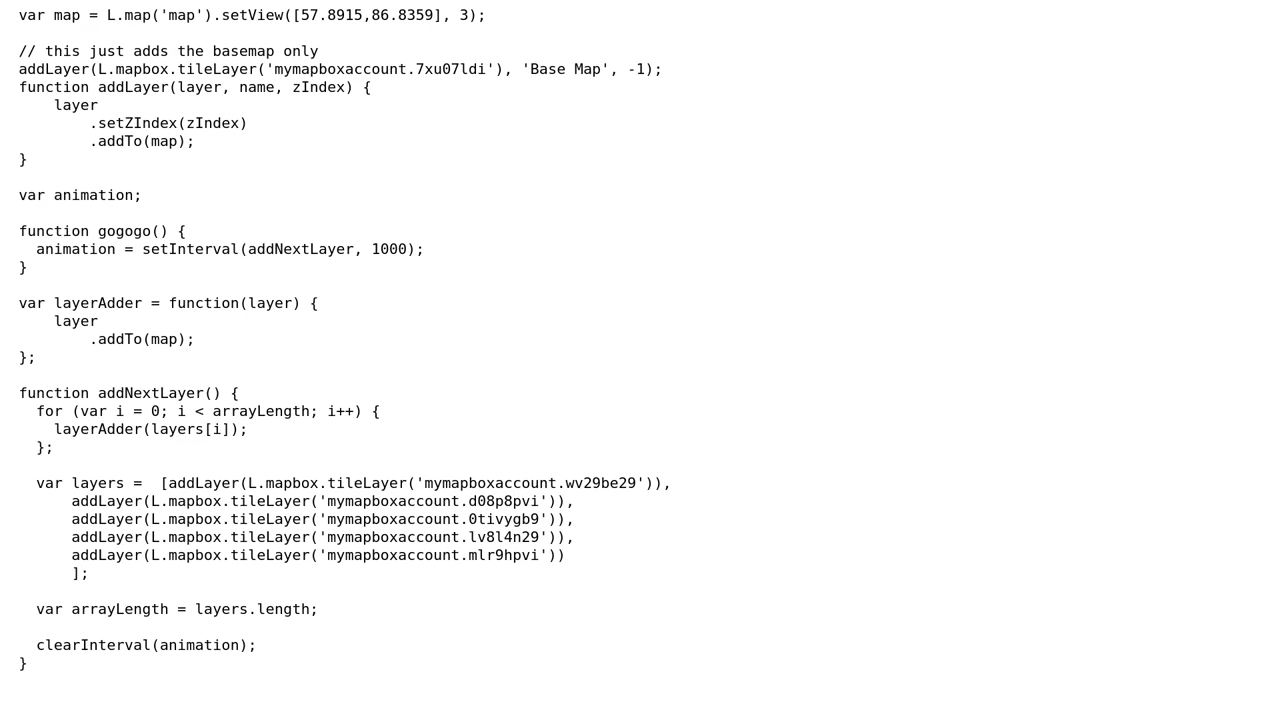 var map = L.map('map').setView([57.8915,86.8359], 3);

// this just adds the basemap only
addLayer(L.mapbox.tileLayer('mymapboxaccount.7xu07ldi'), 'Base Map', -1);
function addLayer(layer, name, zIndex) {
    layer
        .setZIndex(zIndex)
        .addTo(map);
}

var animation;

function gogogo() {
  animation = setInterval(addNextLayer, 1000);
}

var layerAdder = function(layer) {
    layer
        .addTo(map);
};

function addNextLayer() {
  for (var i = 0; i < arrayLength; i++) {
    layerAdder(layers[i]);
  };

  var layers =  [addLayer(L.mapbox.tileLayer('mymapboxaccount.wv29be29')),
      addLayer(L.mapbox.tileLayer('mymapboxaccount.d08p8pvi')),
      addLayer(L.mapbox.tileLayer('mymapboxaccount.0tivygb9')),
      addLayer(L.mapbox.tileLayer('mymapboxaccount.lv8l4n29')),
      addLayer(L.mapbox.tileLayer('mymapboxaccount.mlr9hpvi'))
      ];

  var arrayLength = layers.length;

  clearInterval(animation);
}